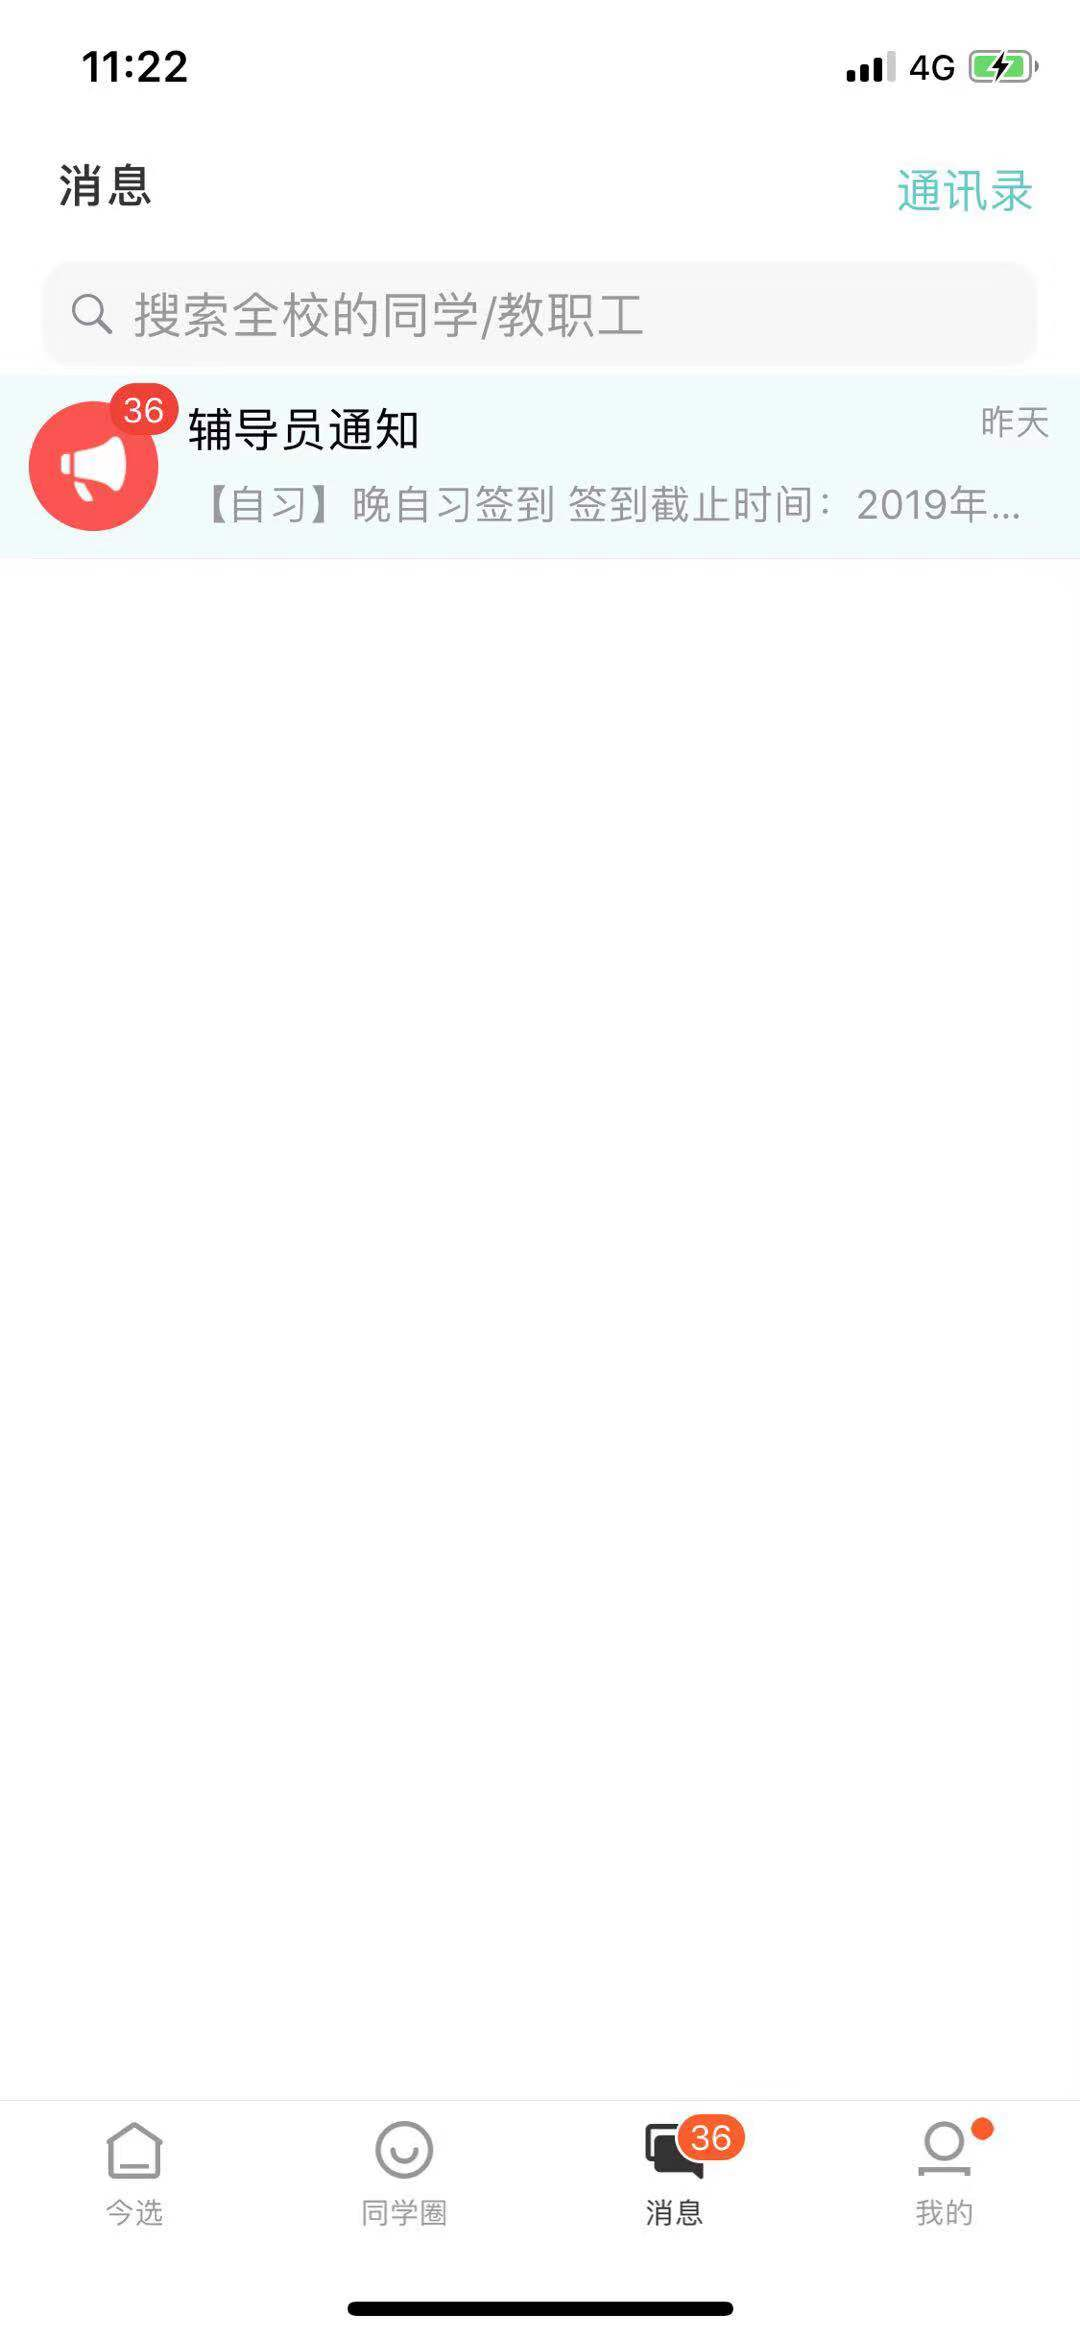 11:22
4G
消息
通讯录
搜索全校的同学/教职工
36
辅导员通知
昨天
【自习】晚自习签到 签到截止时间：2019年...
36
今选
同学圈
消息
我的